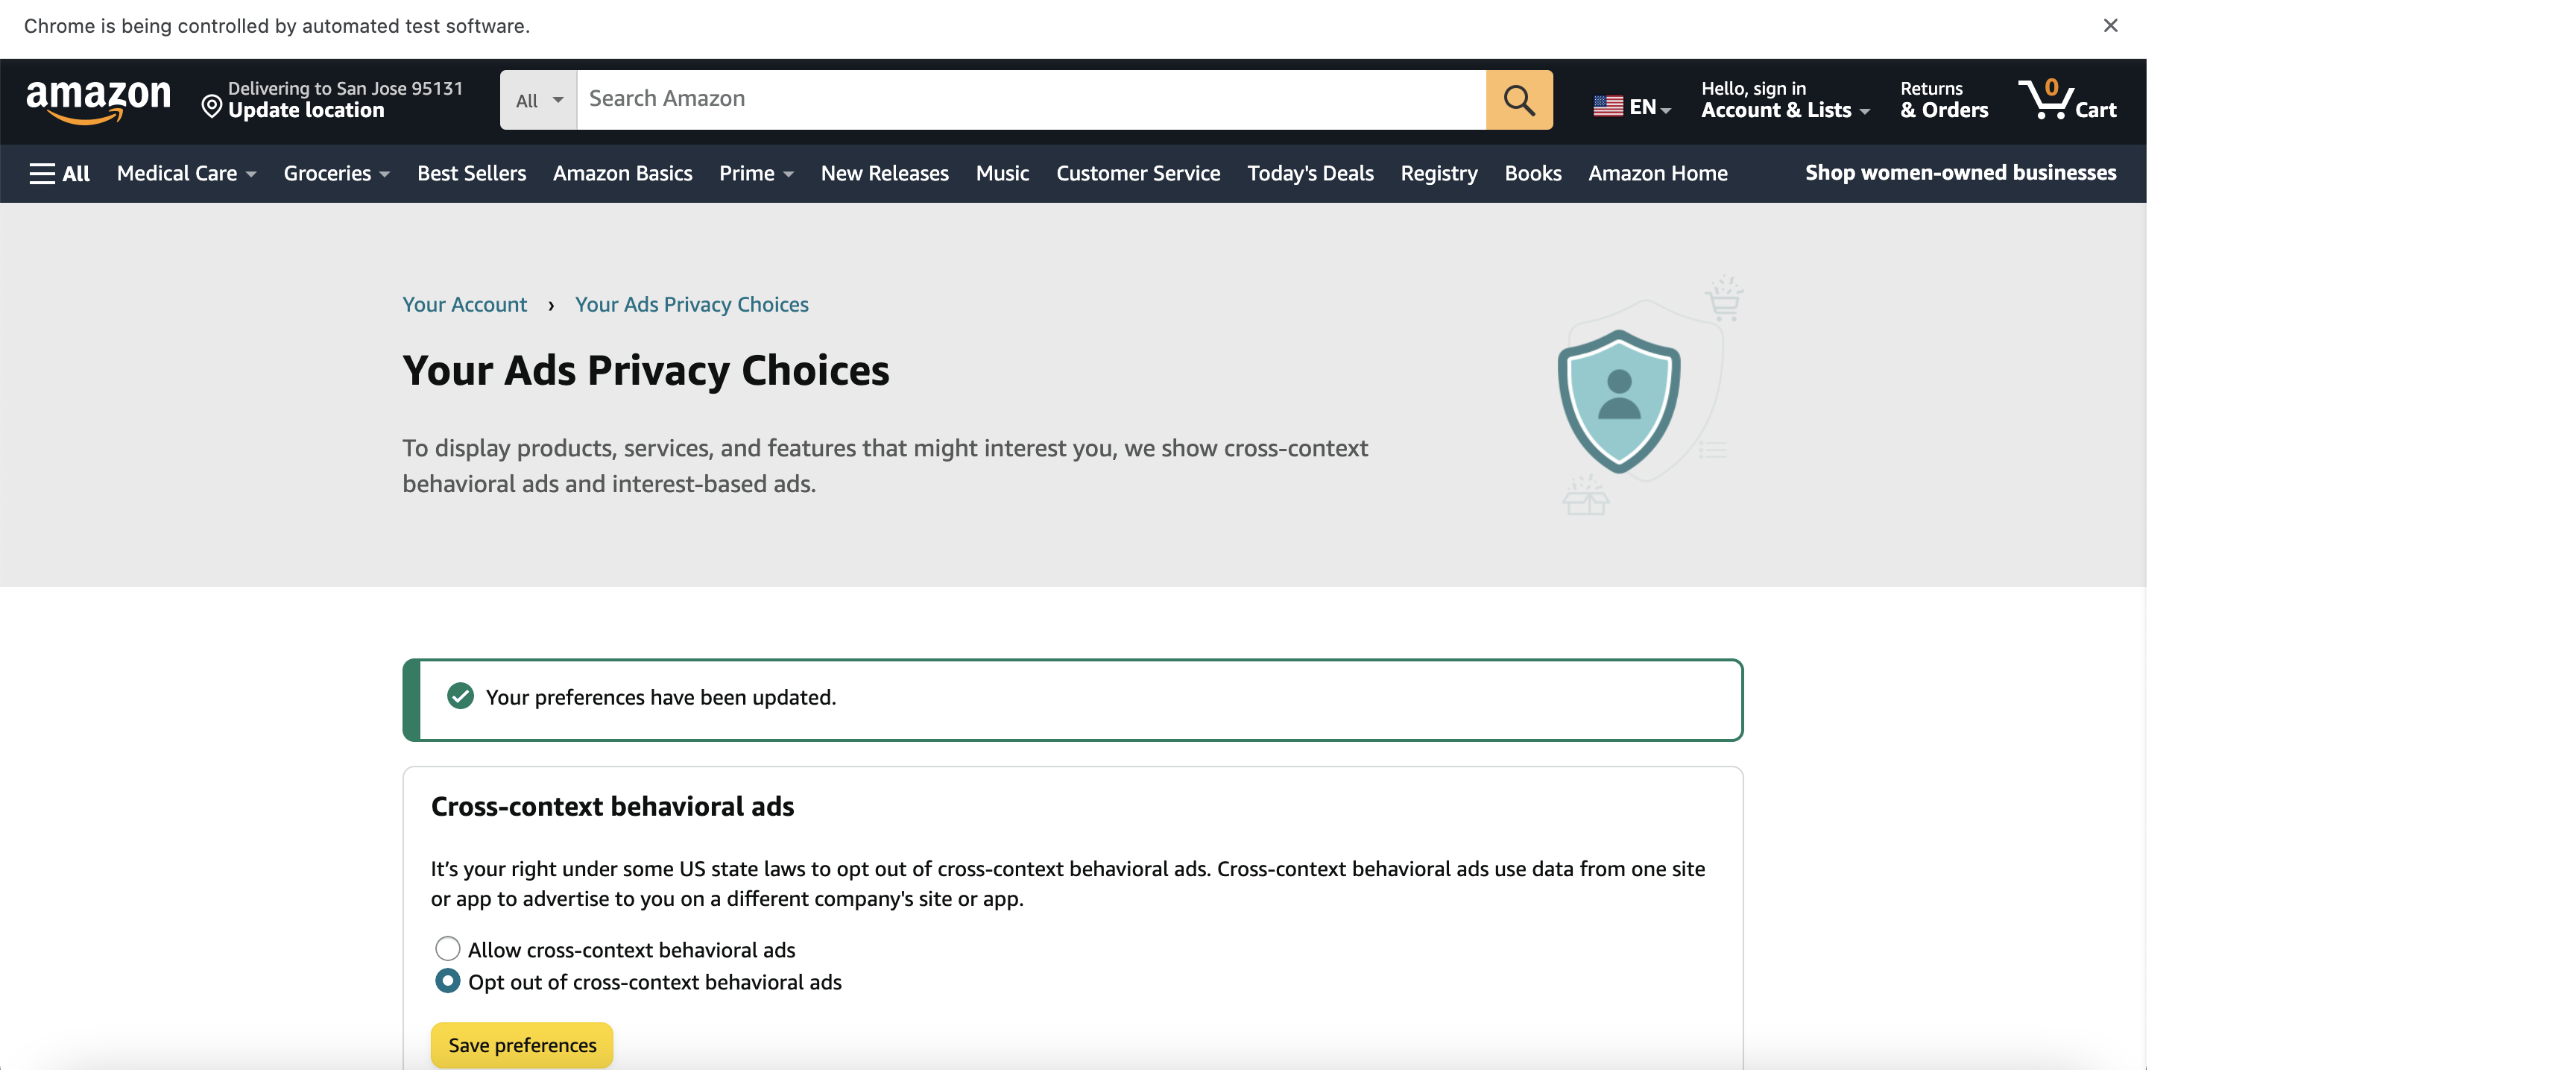 Chrome is being controlled by automated test software.
amazon
Delivering to San Jose 95131
Update location
All
Search Amazon
EN
Hello, sign in
Account & Lists
Returns
& Orders
0
Cart
All
Medical Care
Groceries
Best Sellers
Amazon Basics
Prime
New Releases
Music
Customer Service
Today's Deals
Registry
Books
Amazon Home
Shop women-owned businesses
Your Account › Your Ads Privacy Choices
Your Ads Privacy Choices
To display products, services, and features that might interest you, we show cross-context
behavioral ads and interest-based ads.
Your preferences have been updated.
Cross-context behavioral ads
It’s your right under some US state laws to opt out of cross-context behavioral ads. Cross-context behavioral ads use data from one site
or app to advertise to you on a different company's site or app.
Allow cross-context behavioral ads
Opt out of cross-context behavioral ads
Save preferences